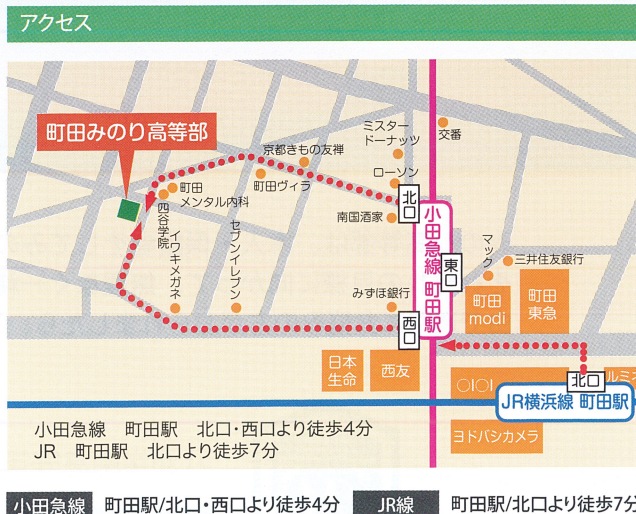 アクセス
町田みのり高等部
京都きもの友禅
町田ヴィラ
町田
メンタル内科
四谷学院
イワキメガネ
セブンイレブン
ミスター
ドーナッツ
交番
ローソン
南国酒家
北口
小田急線 町田駅
東口
西口
みずほ銀行
マック
三井住友銀行
町田
modi
町田
東急
日本
生命
西友
○|○|
北口
ルミネ
JR横浜線 町田駅
ヨドバシカメラ
小田急線 町田駅 北口・西口より徒歩4分
JR 町田駅 北口より徒歩7分
小田急線 町田駅/北口・西口より徒歩4分 JR線 町田駅/北口より徒歩7分